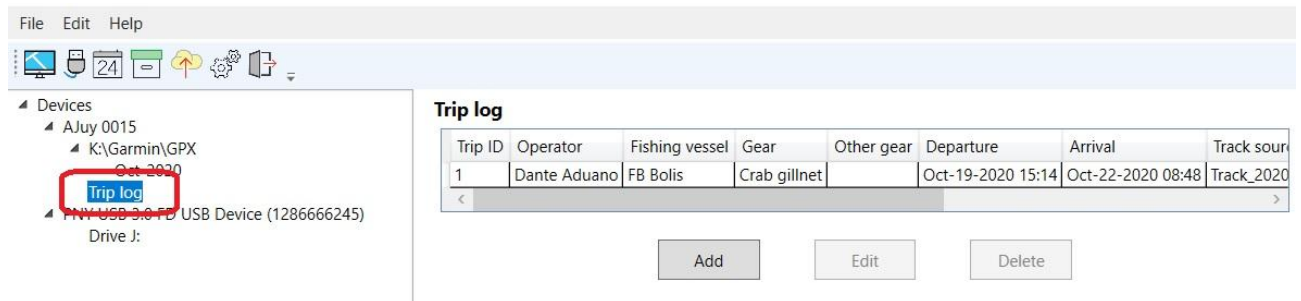 File Edit Help
24
Devices
AJuy 0015
K:\Garmin\GPX
Oct-2020
Trip log
PNY USB 3.0 FD USB Device (1286666245)
Drive J:
Trip log
Trip ID Operator Fishing vessel Gear Other gear Departure Arrival Track sour
1 Dante Aduano FB Bolis Crab gillnet Oct-19-2020 15:14 Oct-22-2020 08:48 Track_2020
Add Edit Delete